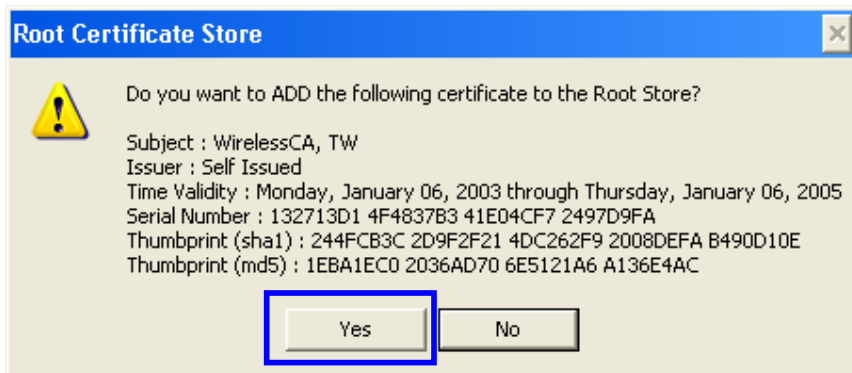 Root Certificate Store
Do you want to ADD the following certificate to the Root Store?
Subject : WirelessCA, TW
Issuer : Self Issued
Time Validity : Monday, January 06, 2003 through Thursday, January 06, 2005
Serial Number : 132713D1 4F4837B3 41E04CF7 2497D9FA
Thumbprint (sha1) : 244FCB3C 2D9F2F21 4DC262F9 2008DEFA B490D10E
Thumbprint (md5) : 1EBA1EC0 2036AD70 6E5121A6 A136E4AC
Yes No